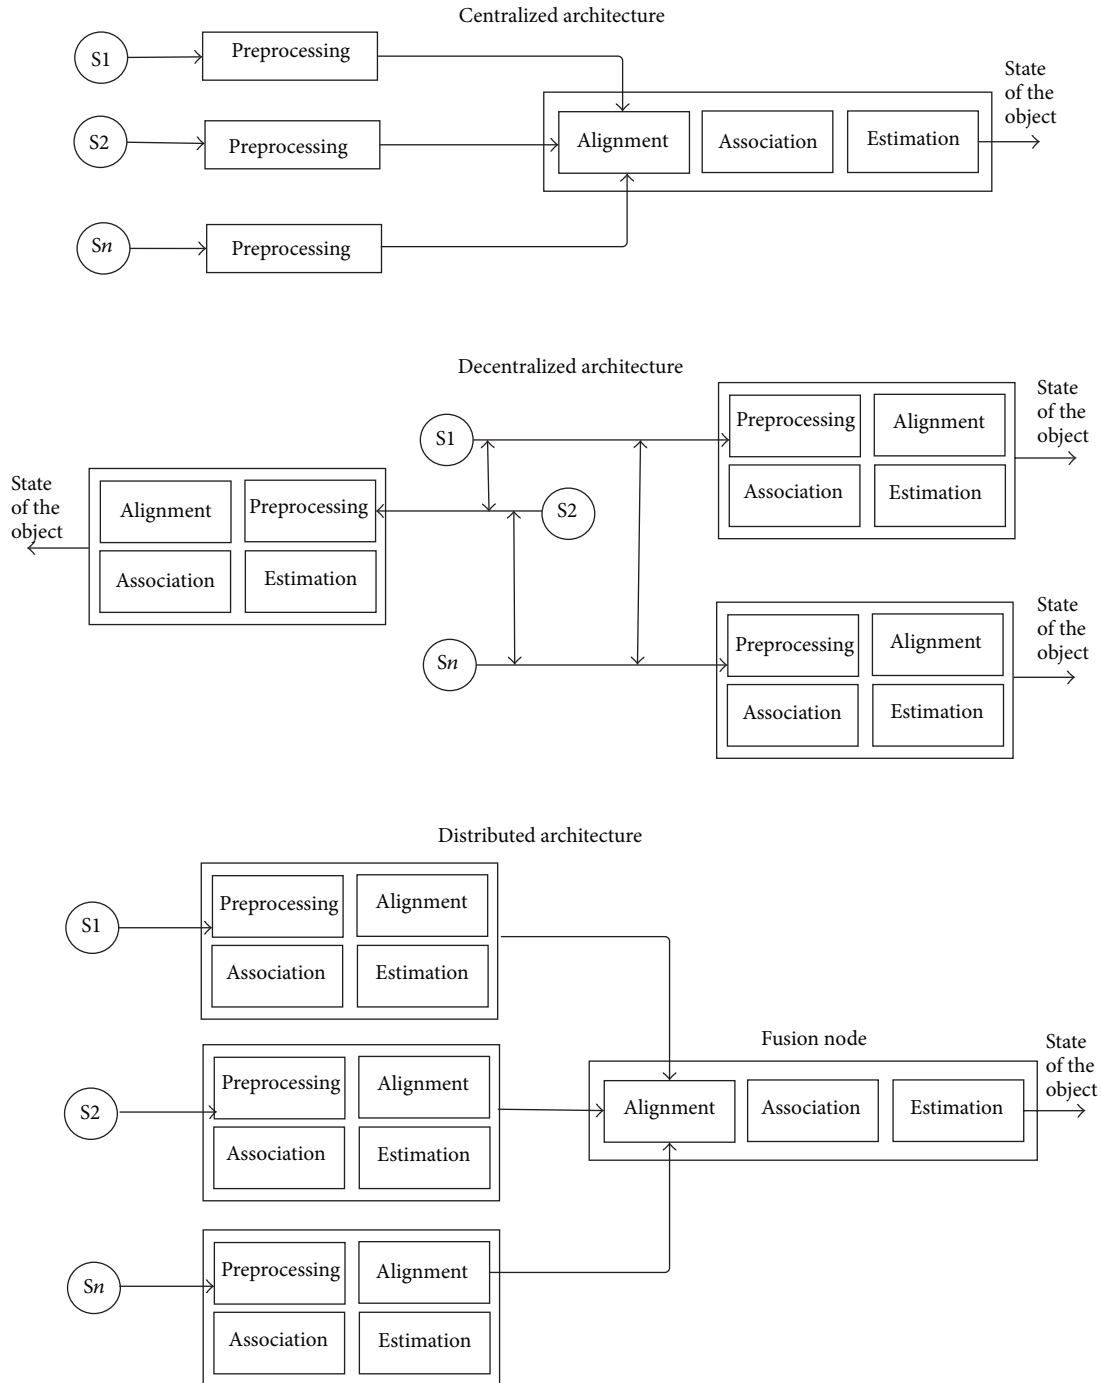 Centralized architecture
S1
Preprocessing
State
of the
object
S2
Preprocessing
Alignment
Association
Estimation
Sn
Preprocessing
Decentralized architecture
S1
Preprocessing
Alignment
State
of the
object
Association
Estimation
State
of the
object
Alignment
Preprocessing
S2
Association
Estimation
Sn
Preprocessing
Alignment
State
of the
object
Association
Estimation
Distributed architecture
S1
Preprocessing
Alignment
Association
Estimation
Fusion node
State
of the
object
S2
Preprocessing
Alignment
Association
Estimation
Alignment
Association
Estimation
Sn
Preprocessing
Alignment
Association
Estimation